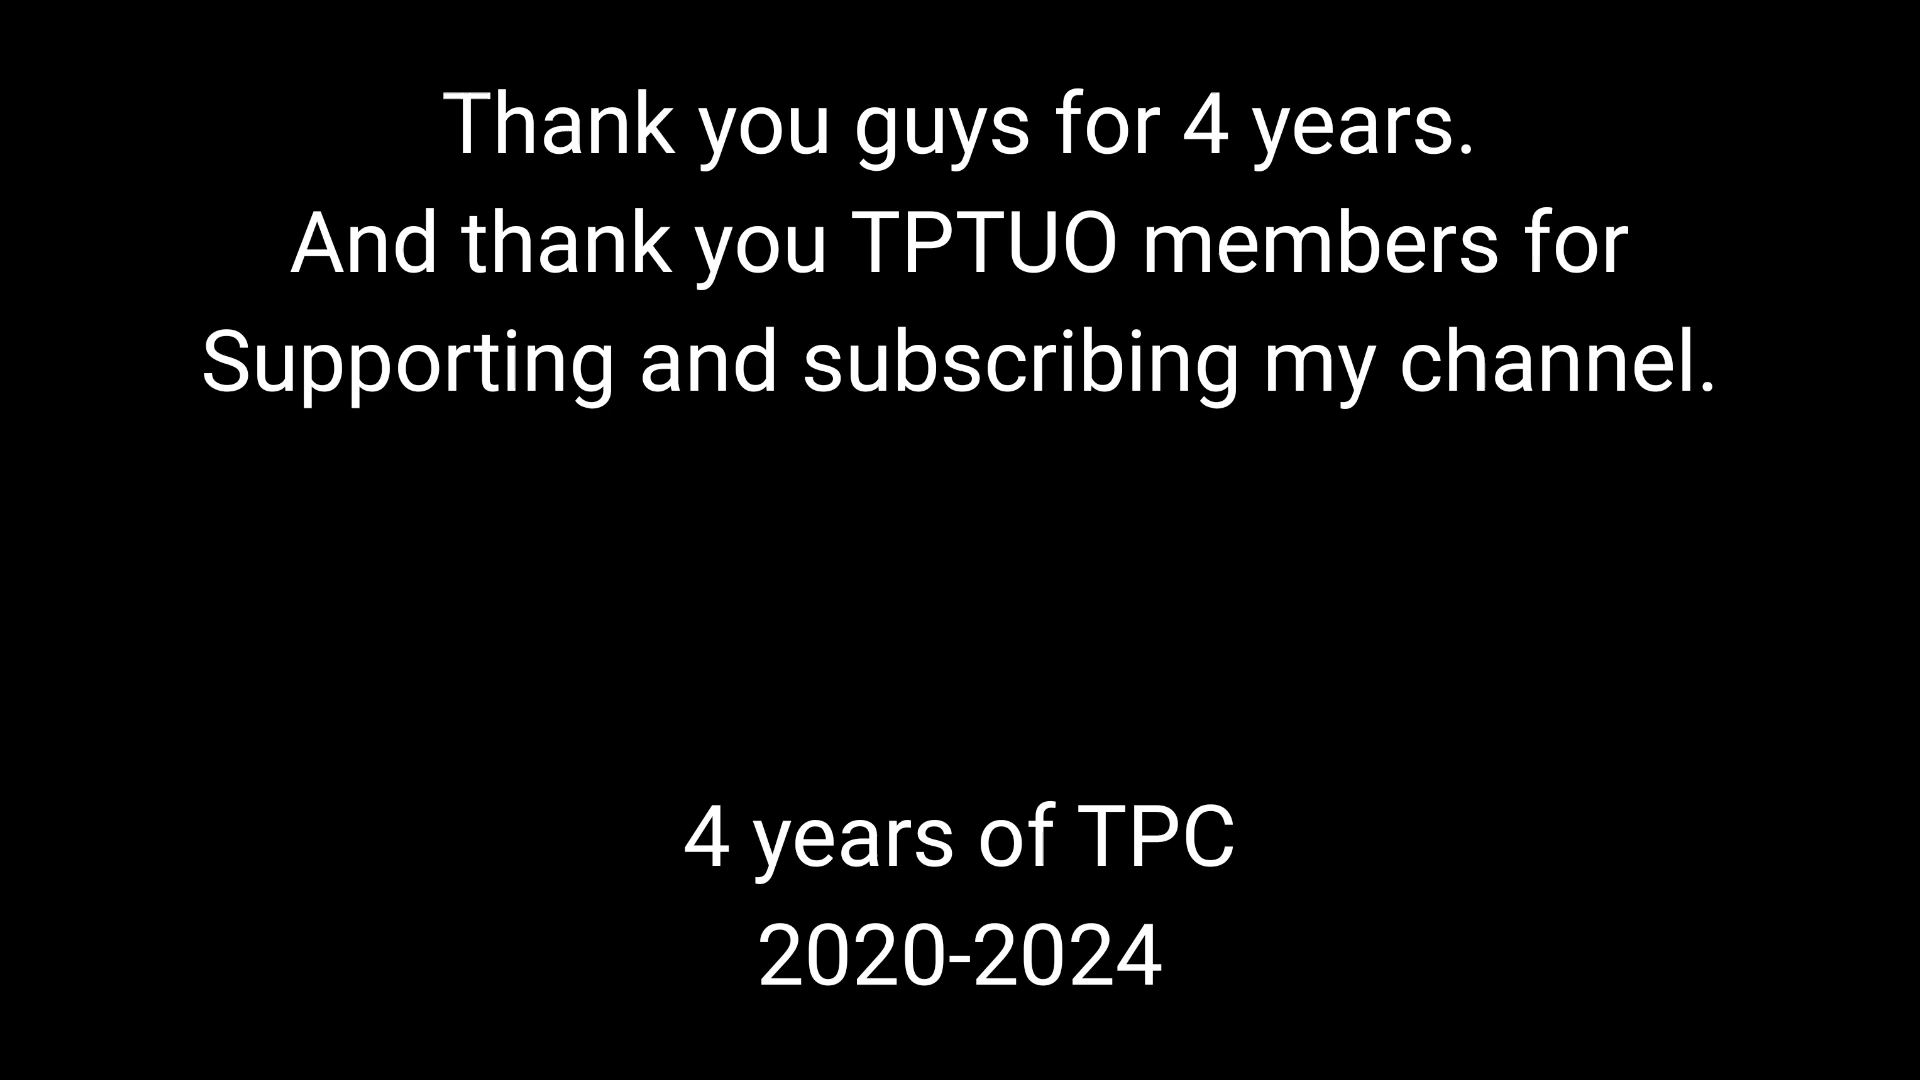 Thank you guys for 4 years.
And thank you TPTUO members for
Supporting and subscribing my channel.
4 years of TPC
2020-2024